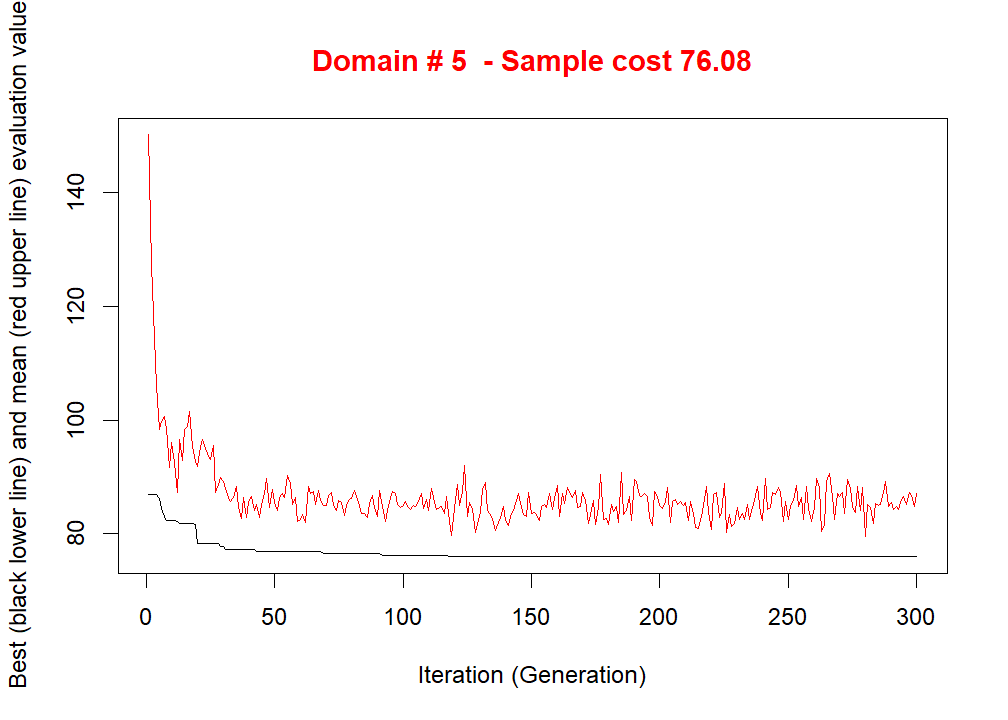 Domain # 5  - Sample cost 76.08
Best (black lower line) and mean (red upper line) evaluation value
140
120
100
80
0 50 100 150 200 250 300
Iteration (Generation)